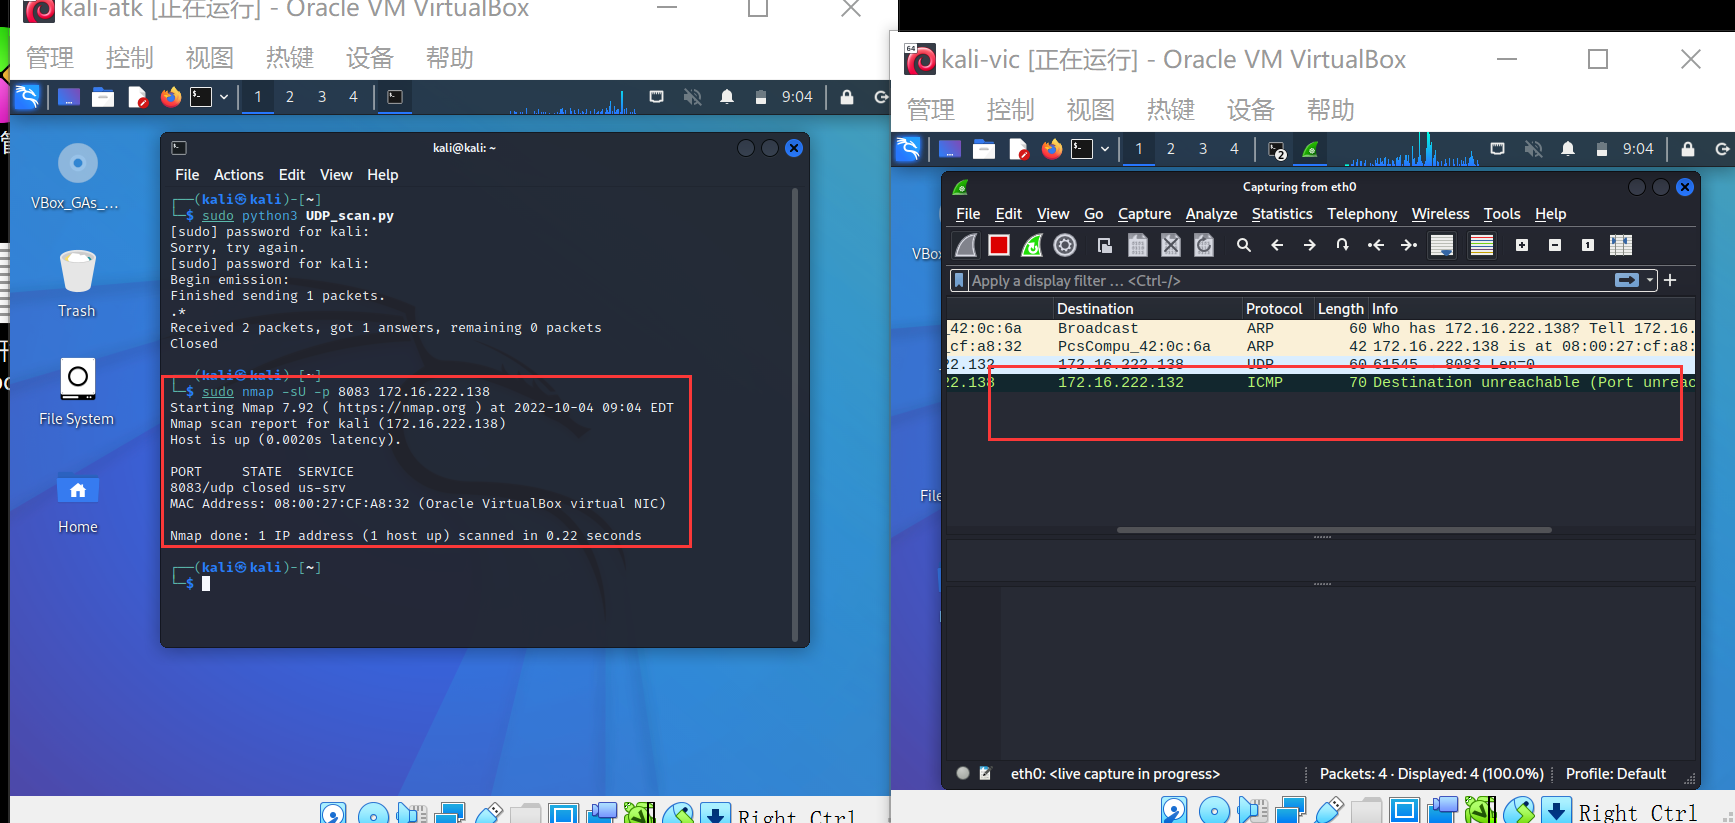 kali-atk [正在运行] - Oracle VM VirtualBox
管理 控制 视图 热键 设备 帮助
1 2 3 4 9:04
VBox_GAs_...
Trash
File System
Home
kali@kali: ~
File Actions Edit View Help
┌──(kali㉿kali)-[~]
└─$ sudo python3 UDP_scan.py
[sudo] password for kali:
Sorry, try again.
[sudo] password for kali:
Begin emission:
Finished sending 1 packets.
.*
Received 2 packets, got 1 answers, remaining 0 packets
Closed
┌──(kali㉿kali)-[~]
└─$ sudo nmap -sU -p 8083 172.16.222.138
Starting Nmap 7.92 ( https://nmap.org ) at 2022-10-04 09:04 EDT
Nmap scan report for kali (172.16.222.138)
Host is up (0.0020s latency).
PORT STATE SERVICE
8083/udp closed us-srv
MAC Address: 08:00:27:CF:A8:32 (Oracle VirtualBox virtual NIC)
Nmap done: 1 IP address (1 host up) scanned in 0.22 seconds
┌──(kali㉿kali)-[~]
└─$
Right Ctrl
kali-vic [正在运行] - Oracle VM VirtualBox
管理 控制 视图 热键 设备 帮助
1 2 3 4 2 9:04
VBox
File
Capturing from eth0
File Edit View Go Capture Analyze Statistics Telephony Wireless Tools Help
Apply a display filter ... <Ctrl-/>
Destination Protocol Length Info
_42:0c:6a Broadcast ARP 60 Who has 172.16.222.138? Tell 172.16.
_cf:a8:32 PcsCompu_42:0c:6a ARP 42 172.16.222.138 is at 08:00:27:cf:a8:
22.132 172.16.222.138 UDP 60 61545 8083 Len=0
22.138 172.16.222.132 ICMP 70 Destination unreachable (Port unreac
eth0: <live capture in progress> Packets: 4 · Displayed: 4 (100.0%) Profile: Default
Right Ctrl